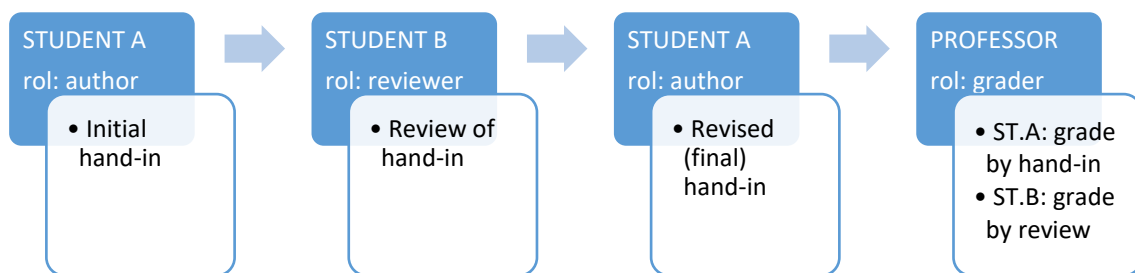 STUDENT A
rol: author
• Initial
hand-in
STUDENT B
rol: reviewer
• Review of
hand-in
STUDENT A
rol: author
• Revised
(final)
hand-in
PROFESSOR
rol: grader
• ST.A: grade
by hand-in
• ST.B: grade
by review